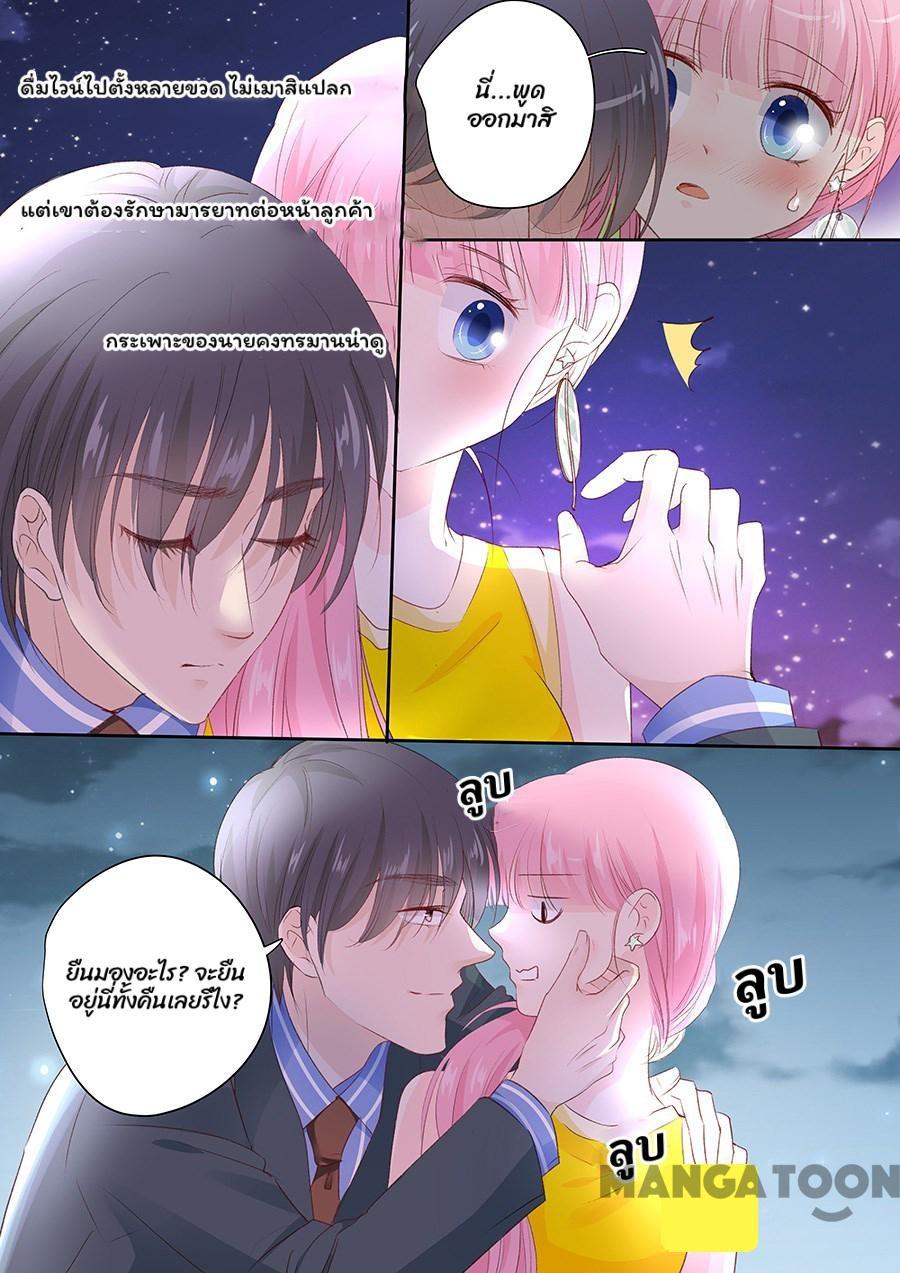 ดื่มไวน์ไปตั้งหลายขวด ไม่เมาสิแปลก
แต่เขาต้องรักษามารยาทต่อหน้าลูกค้า
กระเพาะของนายคงทรมานน่าดู
นี่...พูด
ออกมาสิ
ลูบ
ยืนมองอะไร? จะยืน
อยู่นี่ทั้งคืนเลยรึไง?
ลูบ
ลูบ
MANGATOON